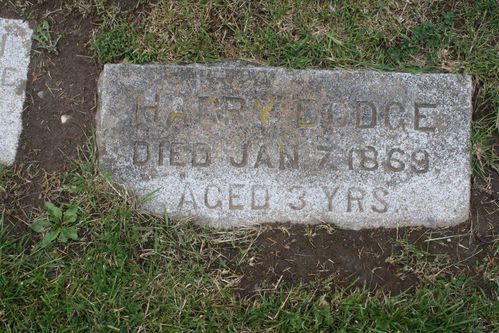 HARRY DODGE
DIED JAN 7, 1869
AGED 3 YRS.